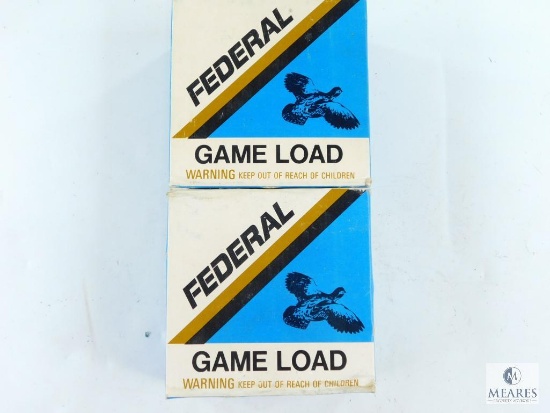 FEDERAL
GAME LOAD
WARNING KEEP OUT OF REACH OF CHILDREN
FEDERAL
GAME LOAD
WARNING KEEP OUT OF REACH OF CHILDREN
M
MEARES